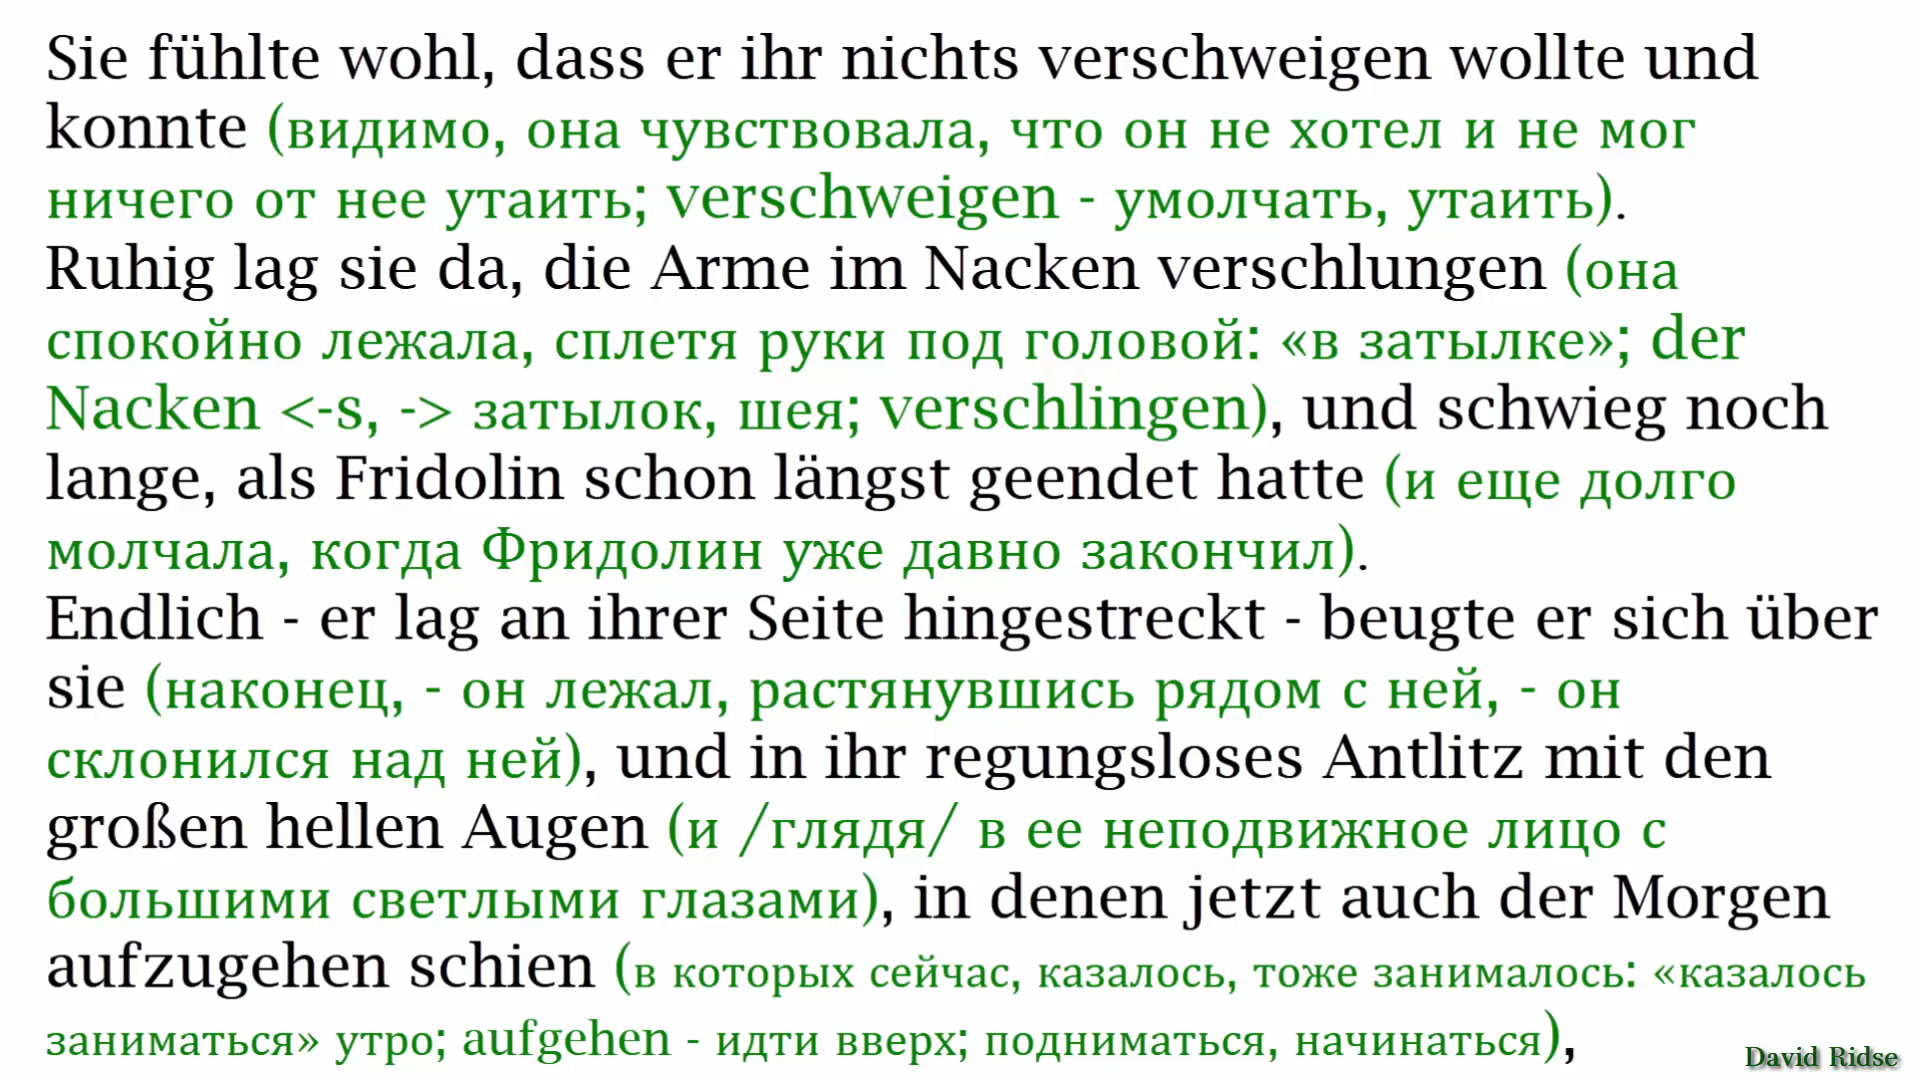 Sie fühlte wohl, dass er ihr nichts verschweigen wollte und
konnte (видимо, она чувствовала, что он не хотел и не мог
ничего от нее утаить; verschweigen - умолчать, утаить).
Ruhig lag sie da, die Arme im Nacken verschlungen (она
спокойно лежала, сплетя руки под головой: «в затылке»; der
Nacken <-s, -> затылок, шея; verschlingen), und schwieg noch
lange, als Fridolin schon längst geendet hatte (и еще долго
молчала, когда Фридолин уже давно закончил).
Endlich - er lag an ihrer Seite hingestreckt - beugte er sich über
sie (наконец, - он лежал, растянувшись рядом с ней, - он
склонился над ней), und in ihr regungsloses Antlitz mit den
großen hellen Augen (и /глядя/ в ее неподвижное лицо с
большими светлыми глазами), in denen jetzt auch der Morgen
aufzugehen schien (в которых сейчас, казалось, тоже занималось: «казалось
заниматься» утро; aufgehen - идти вверх; подниматься, начинаться),
David Ridse